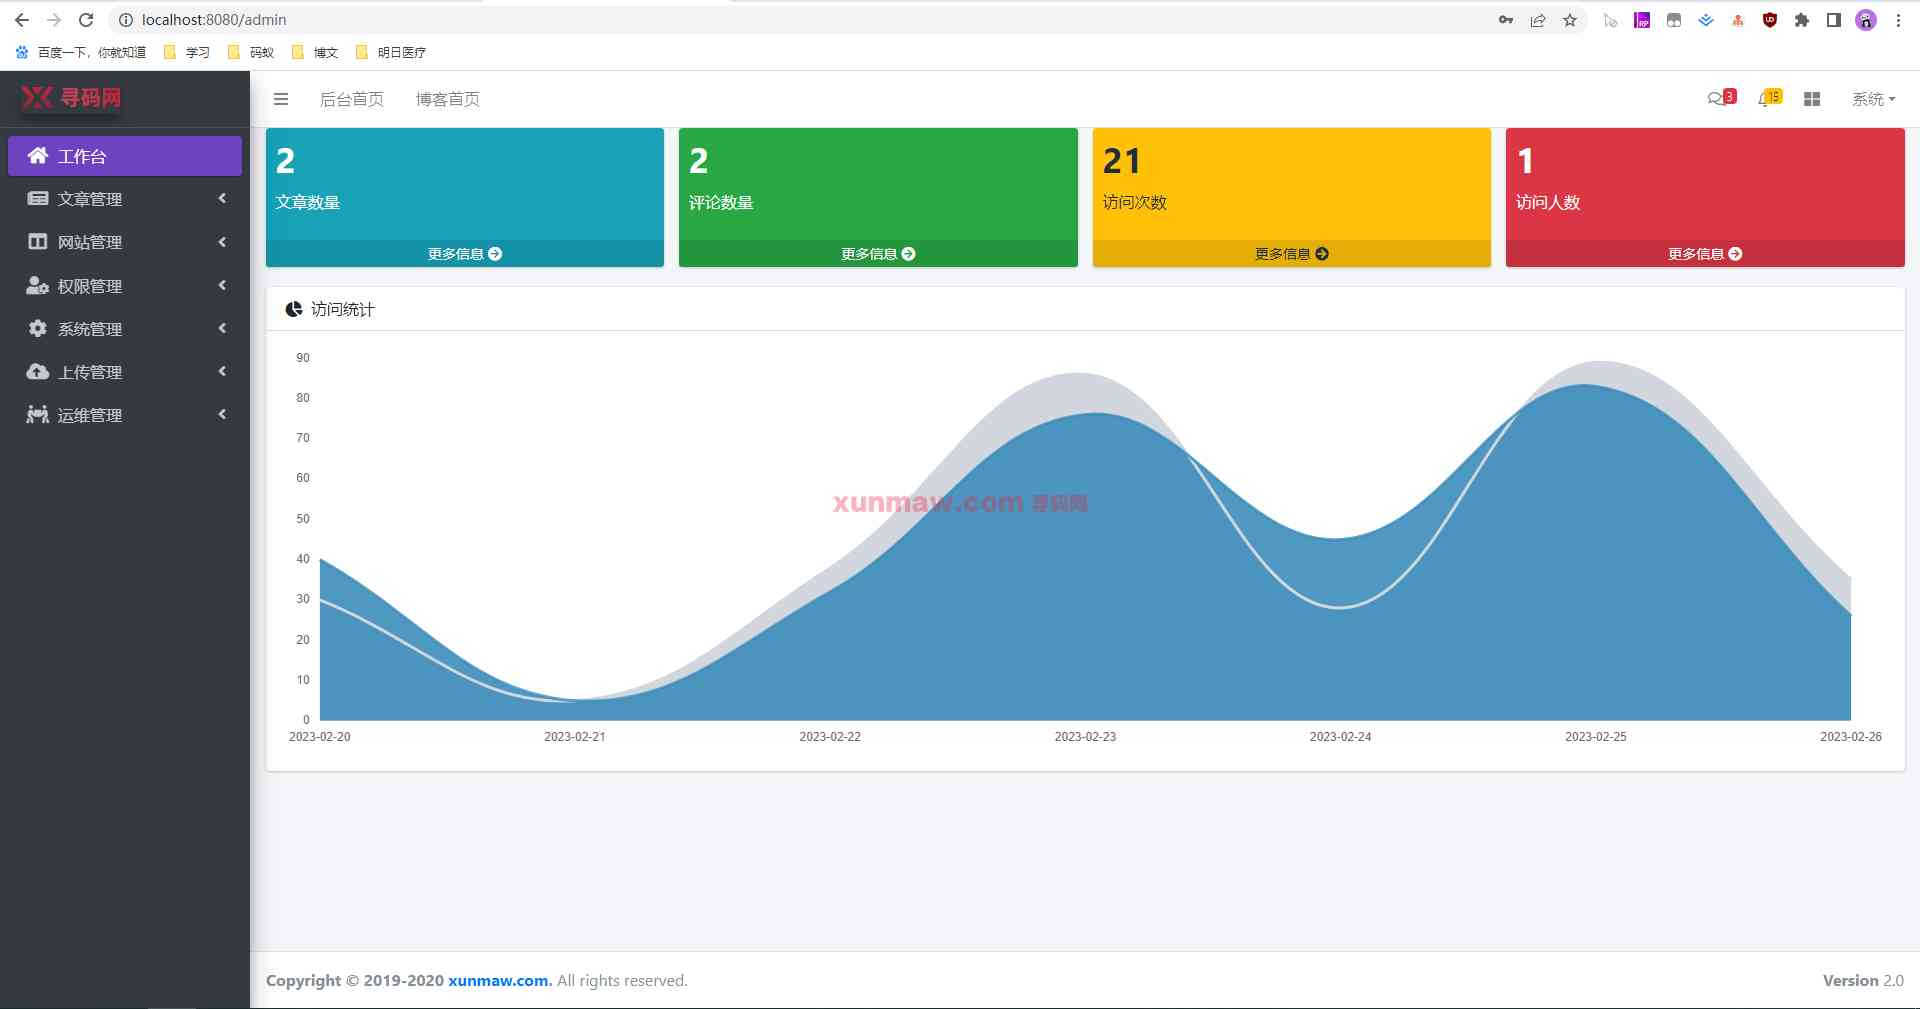 localhost:8080/admin
百度一下，你就知道 学习 码蚁 博文 明日医疗
寻码网
后台首页 博客首页 3 15 系统
工作台
文章管理
网站管理
权限管理
系统管理
上传管理
运维管理
2 2 21 1
文章数量 评论数量 访问次数 访问人数
更多信息 更多信息 更多信息 更多信息
访问统计
90
80
70
60
50
40
30
20
10
0
xunmaw.com 寻码网
2023-02-20 2023-02-21 2023-02-22 2023-02-23 2023-02-24 2023-02-25 2023-02-26
Copyright © 2019-2020 xunmaw.com. All rights reserved. Version 2.0